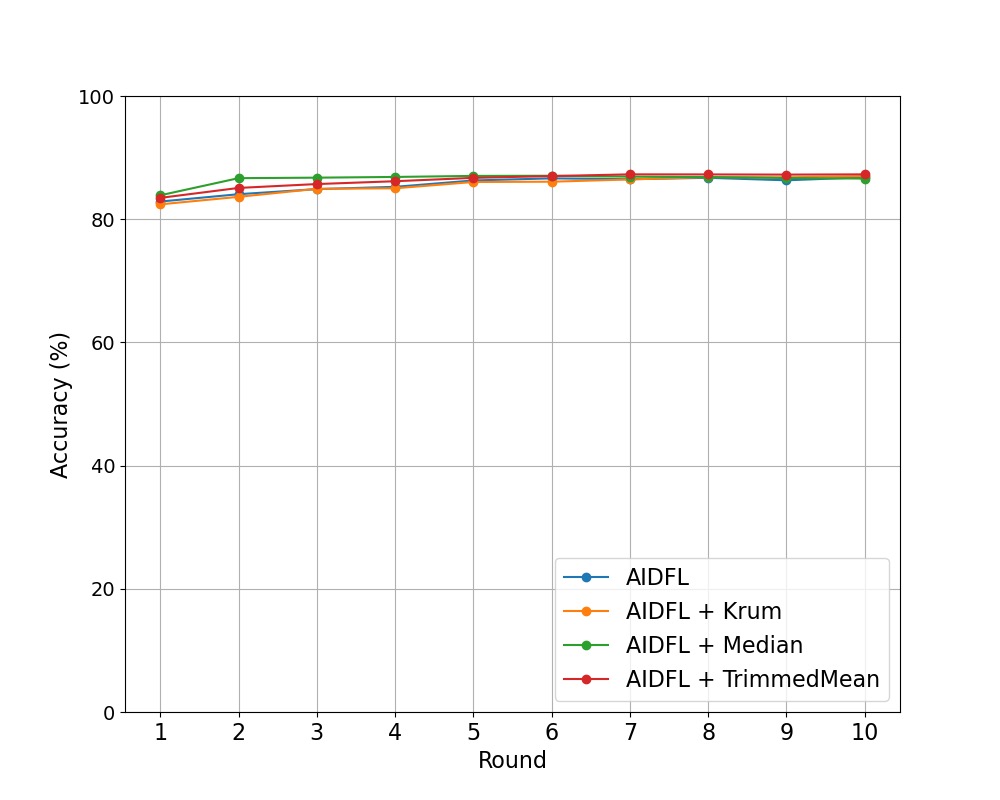 100
80
60
40
20
0
Accuracy (%)
1 2 3 4 5 6 7 8 9 10
Round
AIDFL
AIDFL + Krum
AIDFL + Median
AIDFL + TrimmedMean